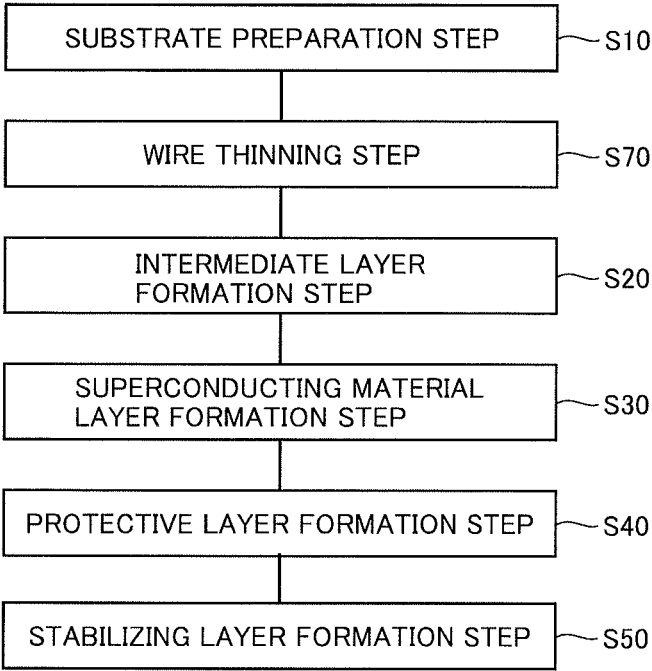 SUBSTRATE PREPARATION STEP S10
WIRE THINNING STEP S70
INTERMEDIATE LAYER
FORMATION STEP S20
SUPERCONDUCTING MATERIAL
LAYER FORMATION STEP S30
PROTECTIVE LAYER FORMATION STEP S40
STABILIZING LAYER FORMATION STEP S50